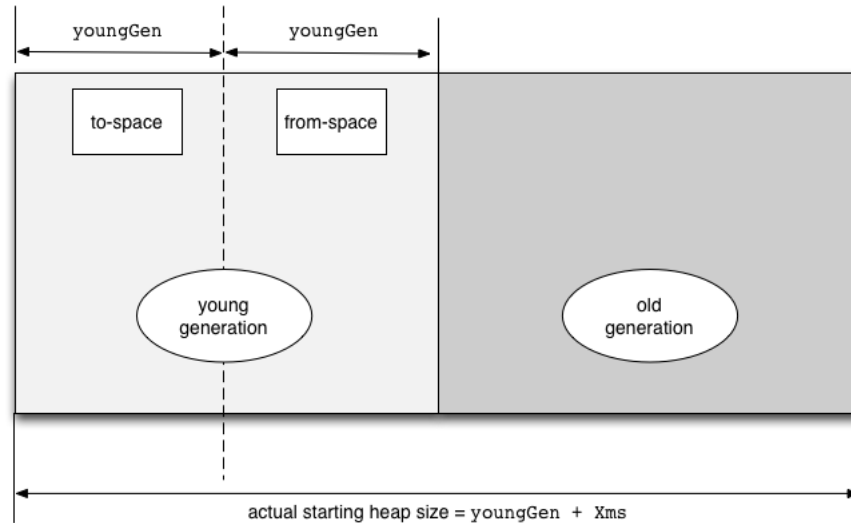 youngGen youngGen
to-space from-space
young
generation
old
generation
actual starting heap size = youngGen + Xms